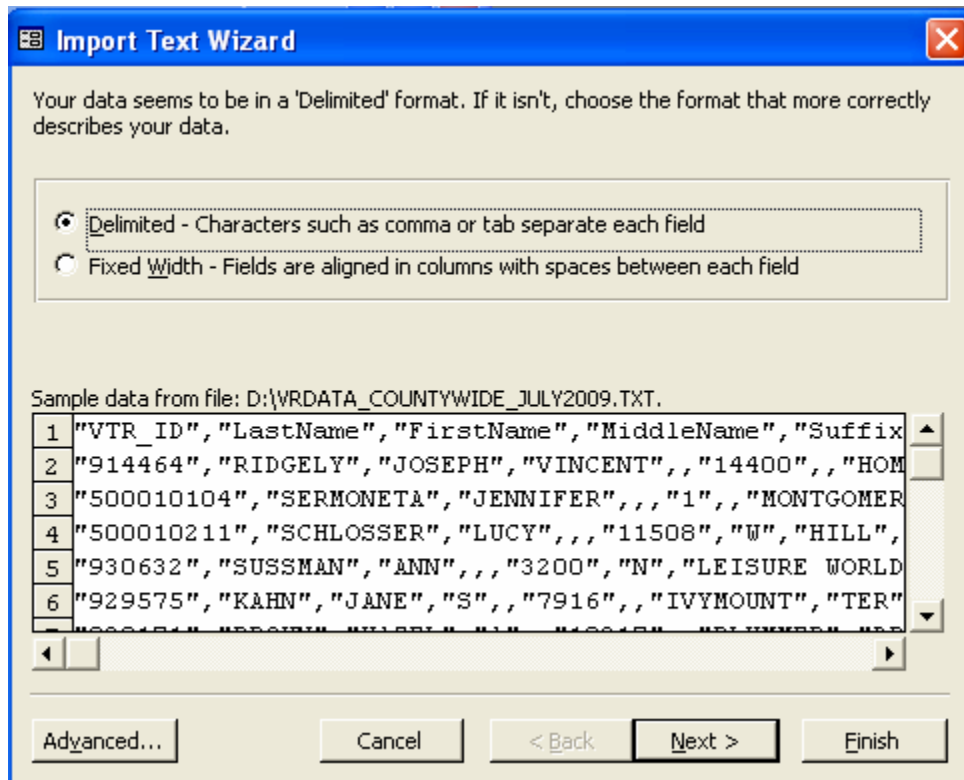 Import Text Wizard
Your data seems to be in a 'Delimited' format. If it isn't, choose the format that more correctly
describes your data.
Delimited - Characters such as comma or tab separate each field
Fixed Width - Fields are aligned in columns with spaces between each field
Sample data from file: D:\VRDATA_COUNTYWIDE_JULY2009.TXT.
1 "VTR_ID","LastName","FirstName","MiddleName","Suffix
2 "914464","RIDGELY","JOSEPH","VINCENT",,"14400",,"HOM
3 "500010104","SERMONETA","JENNIFER",,,"1",,"MONTGOMER
4 "500010211","SCHLOSSER","LUCY",,,"11508","W","HILL",
5 "930632","SUSSMAN","ANN",,,"3200","N","LEISURE WORLD
6 "929575","KAHN","JANE","S",,"7916",,"IVYMOUNT","TER"
Advanced... Cancel < Back Next > Finish